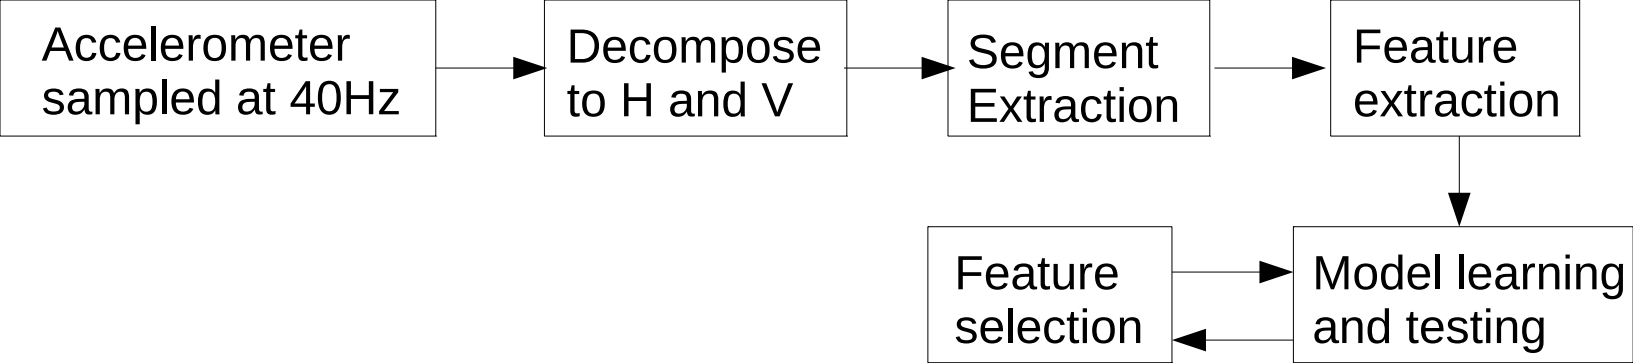 Accelerometer
sampled at 40Hz
Decompose
to H and V
Segment
Extraction
Feature
extraction
Feature
selection
Model learning
and testing